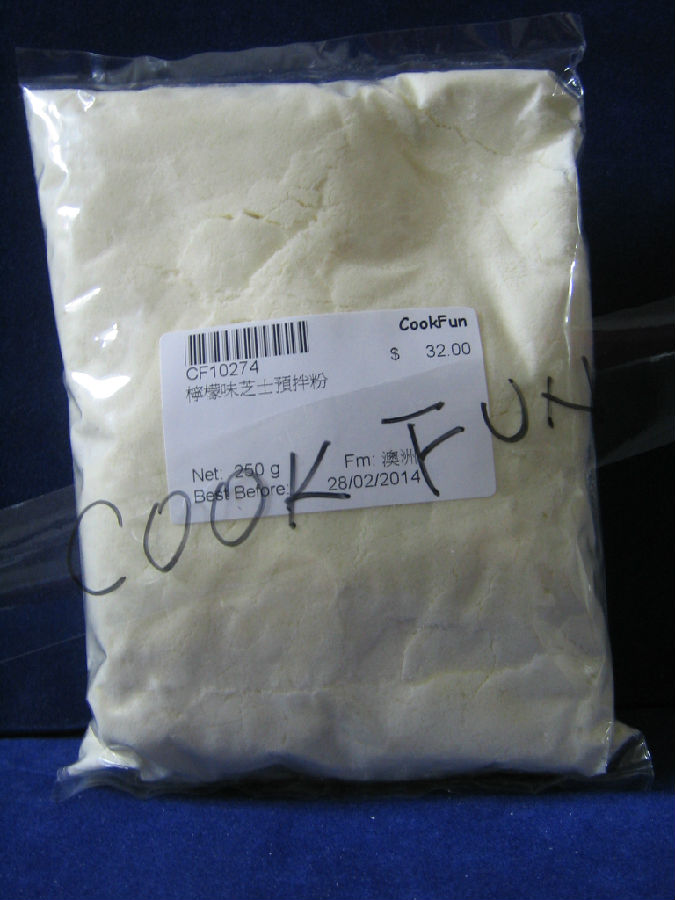 CookFun
$ 32.00
CF10274
檸檬味芝士預拌粉
Net: 250 g Fm: 澳洲
Best Before: 28/02/2014
COOK FUN